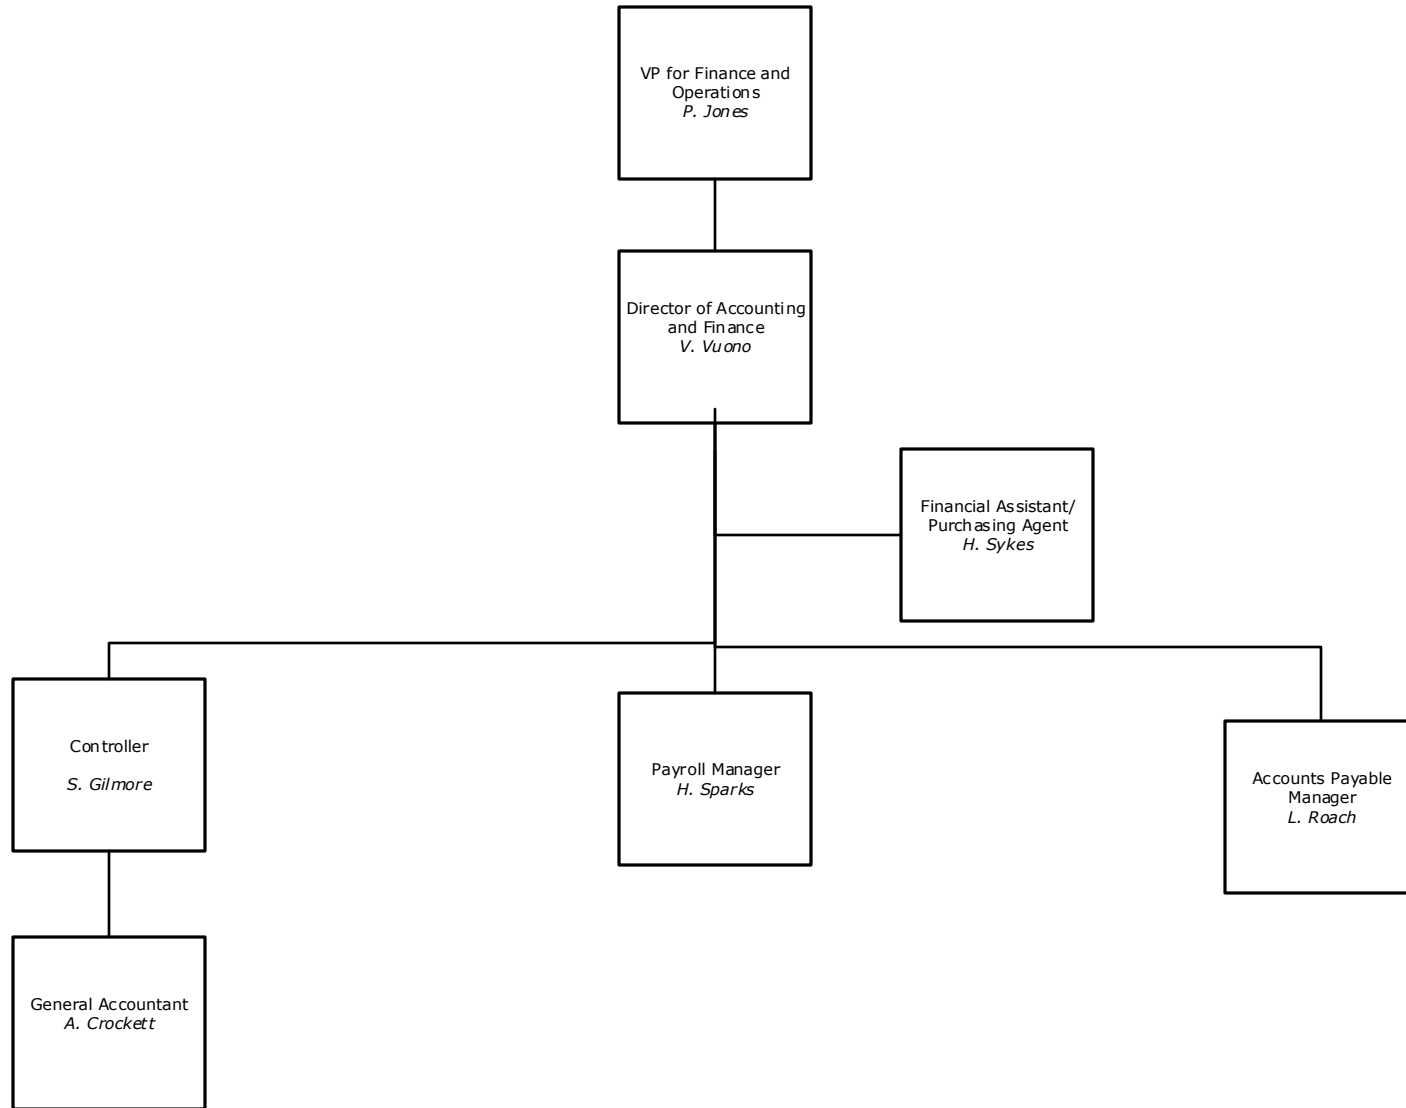 VP for Finance and
Operations
P. Jones
Director of Accounting
and Finance
V. Vuono
Financial Assistant/
Purchasing Agent
H. Sykes
Controller
S. Gilmore
Payroll Manager
H. Sparks
Accounts Payable
Manager
L. Roach
General Accountant
A. Crockett